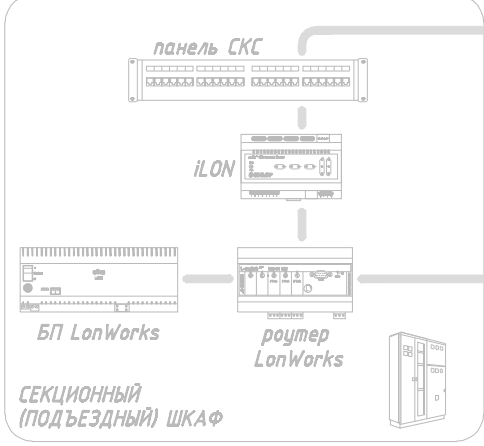 панель СКС
iLON
БП LonWorks
роутер
LonWorks
СЕКЦИОННЫЙ
(ПОДЪЕЗДНЫЙ) ШКАФ